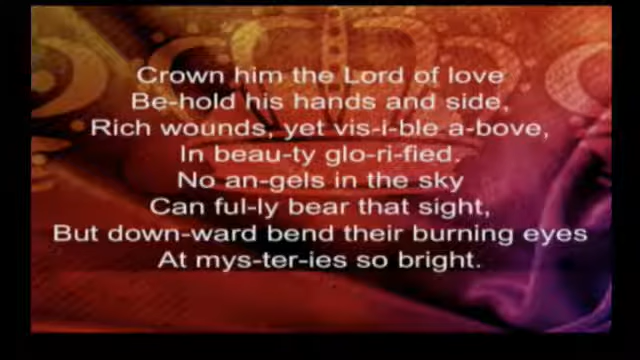 Crown him the Lord of love
Be-hold his hands and side,
Rich wounds, yet vis-i-ble a-bove,
In beau-ty glo-ri-fied.
No an-gels in the sky
Can ful-ly bear that sight,
But down-ward bend their burning eyes
At mys-ter-ies so bright.